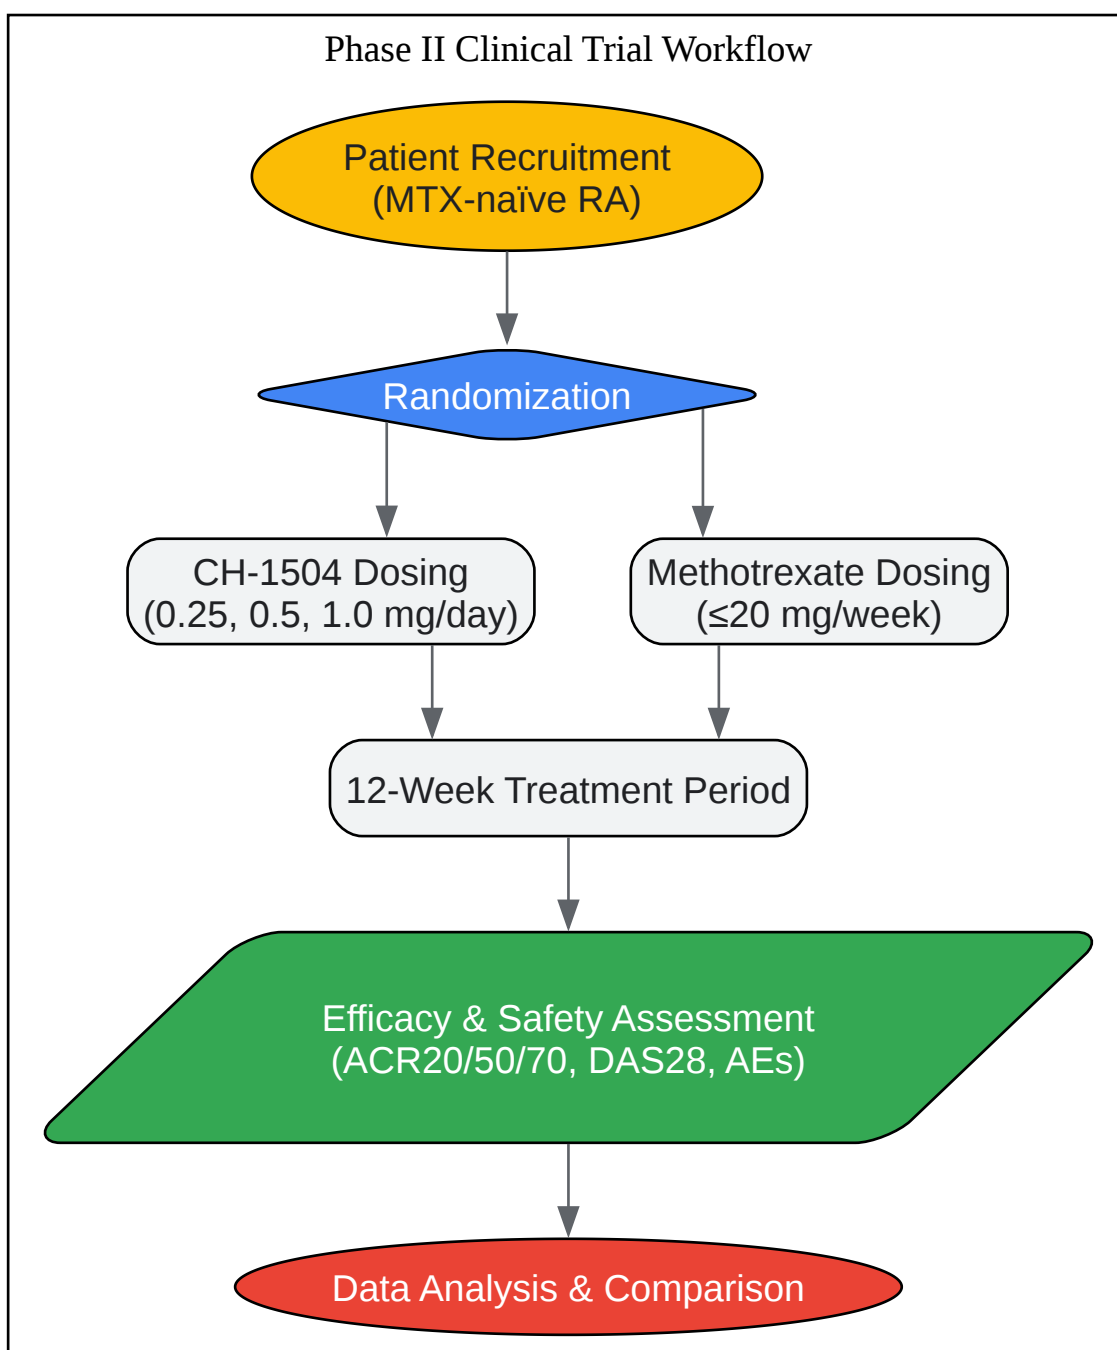 Phase II Clinical Trial Workflow
Patient Recruitment
(MTX-naïve RA)
Randomization
CH-1504 Dosing
(0.25, 0.5, 1.0 mg/day)
Methotrexate Dosing
(≤20 mg/week)
12-Week Treatment Period
Efficacy & Safety Assessment
(ACR20/50/70, DAS28, AEs)
Data Analysis & Comparison